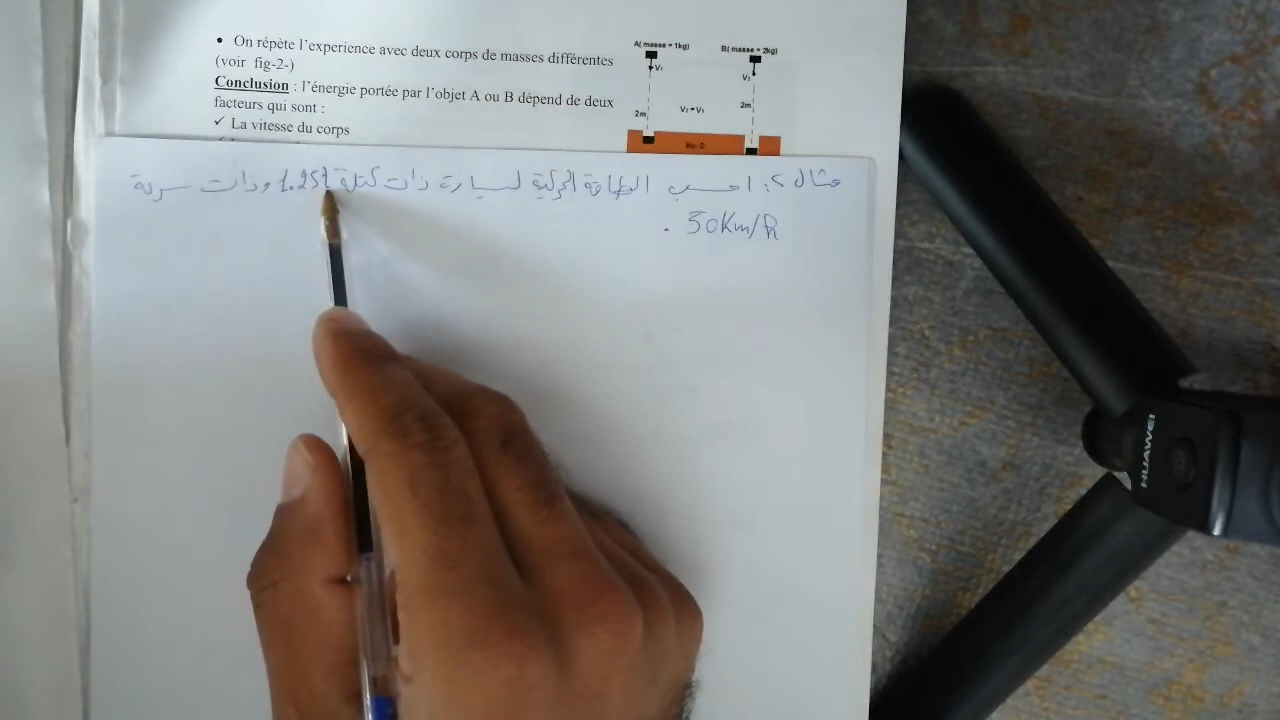 • On répète l'experience avec deux corps de masses différentes
(voir fig-2-)
Conclusion : l'énergie portée par l'objet A ou B dépend de deux
facteurs qui sont :
✓ La vitesse du corps
A( masse = 1kg)
B( masse = 2kg)
V₁
V₂
2m
V₂ = V₁
2m
مثال 2: احسب الطاقة الحركية لسيارة ذات كتلة 1.25t وذات سرعة
50Km/h .
HUAWEI